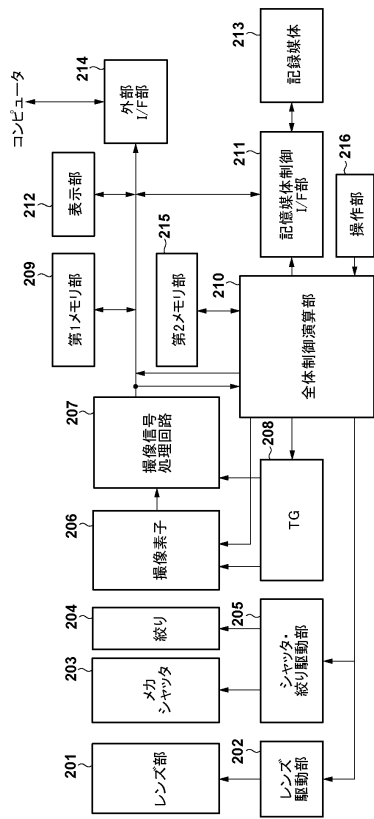 コンピュータ
201
レンズ部
202
レンズ
駆動部
203
メカ
シャッタ
204
絞り
205
シャッタ・
絞り駆動部
206
撮像素子
207
撮像信号
処理回路
208
TG
209
第1メモリ部
215
第2メモリ部
210
全体制御演算部
212
表示部
214
外部
I/F部
211
記憶媒体制御
I/F部
213
記録媒体
216
操作部